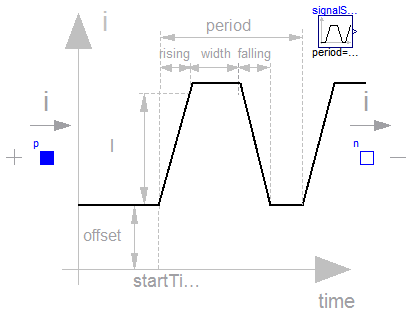 signalS...
i
period
period=...
rising width falling
i
i
I
p
n
+
−
offset
startTi...
time